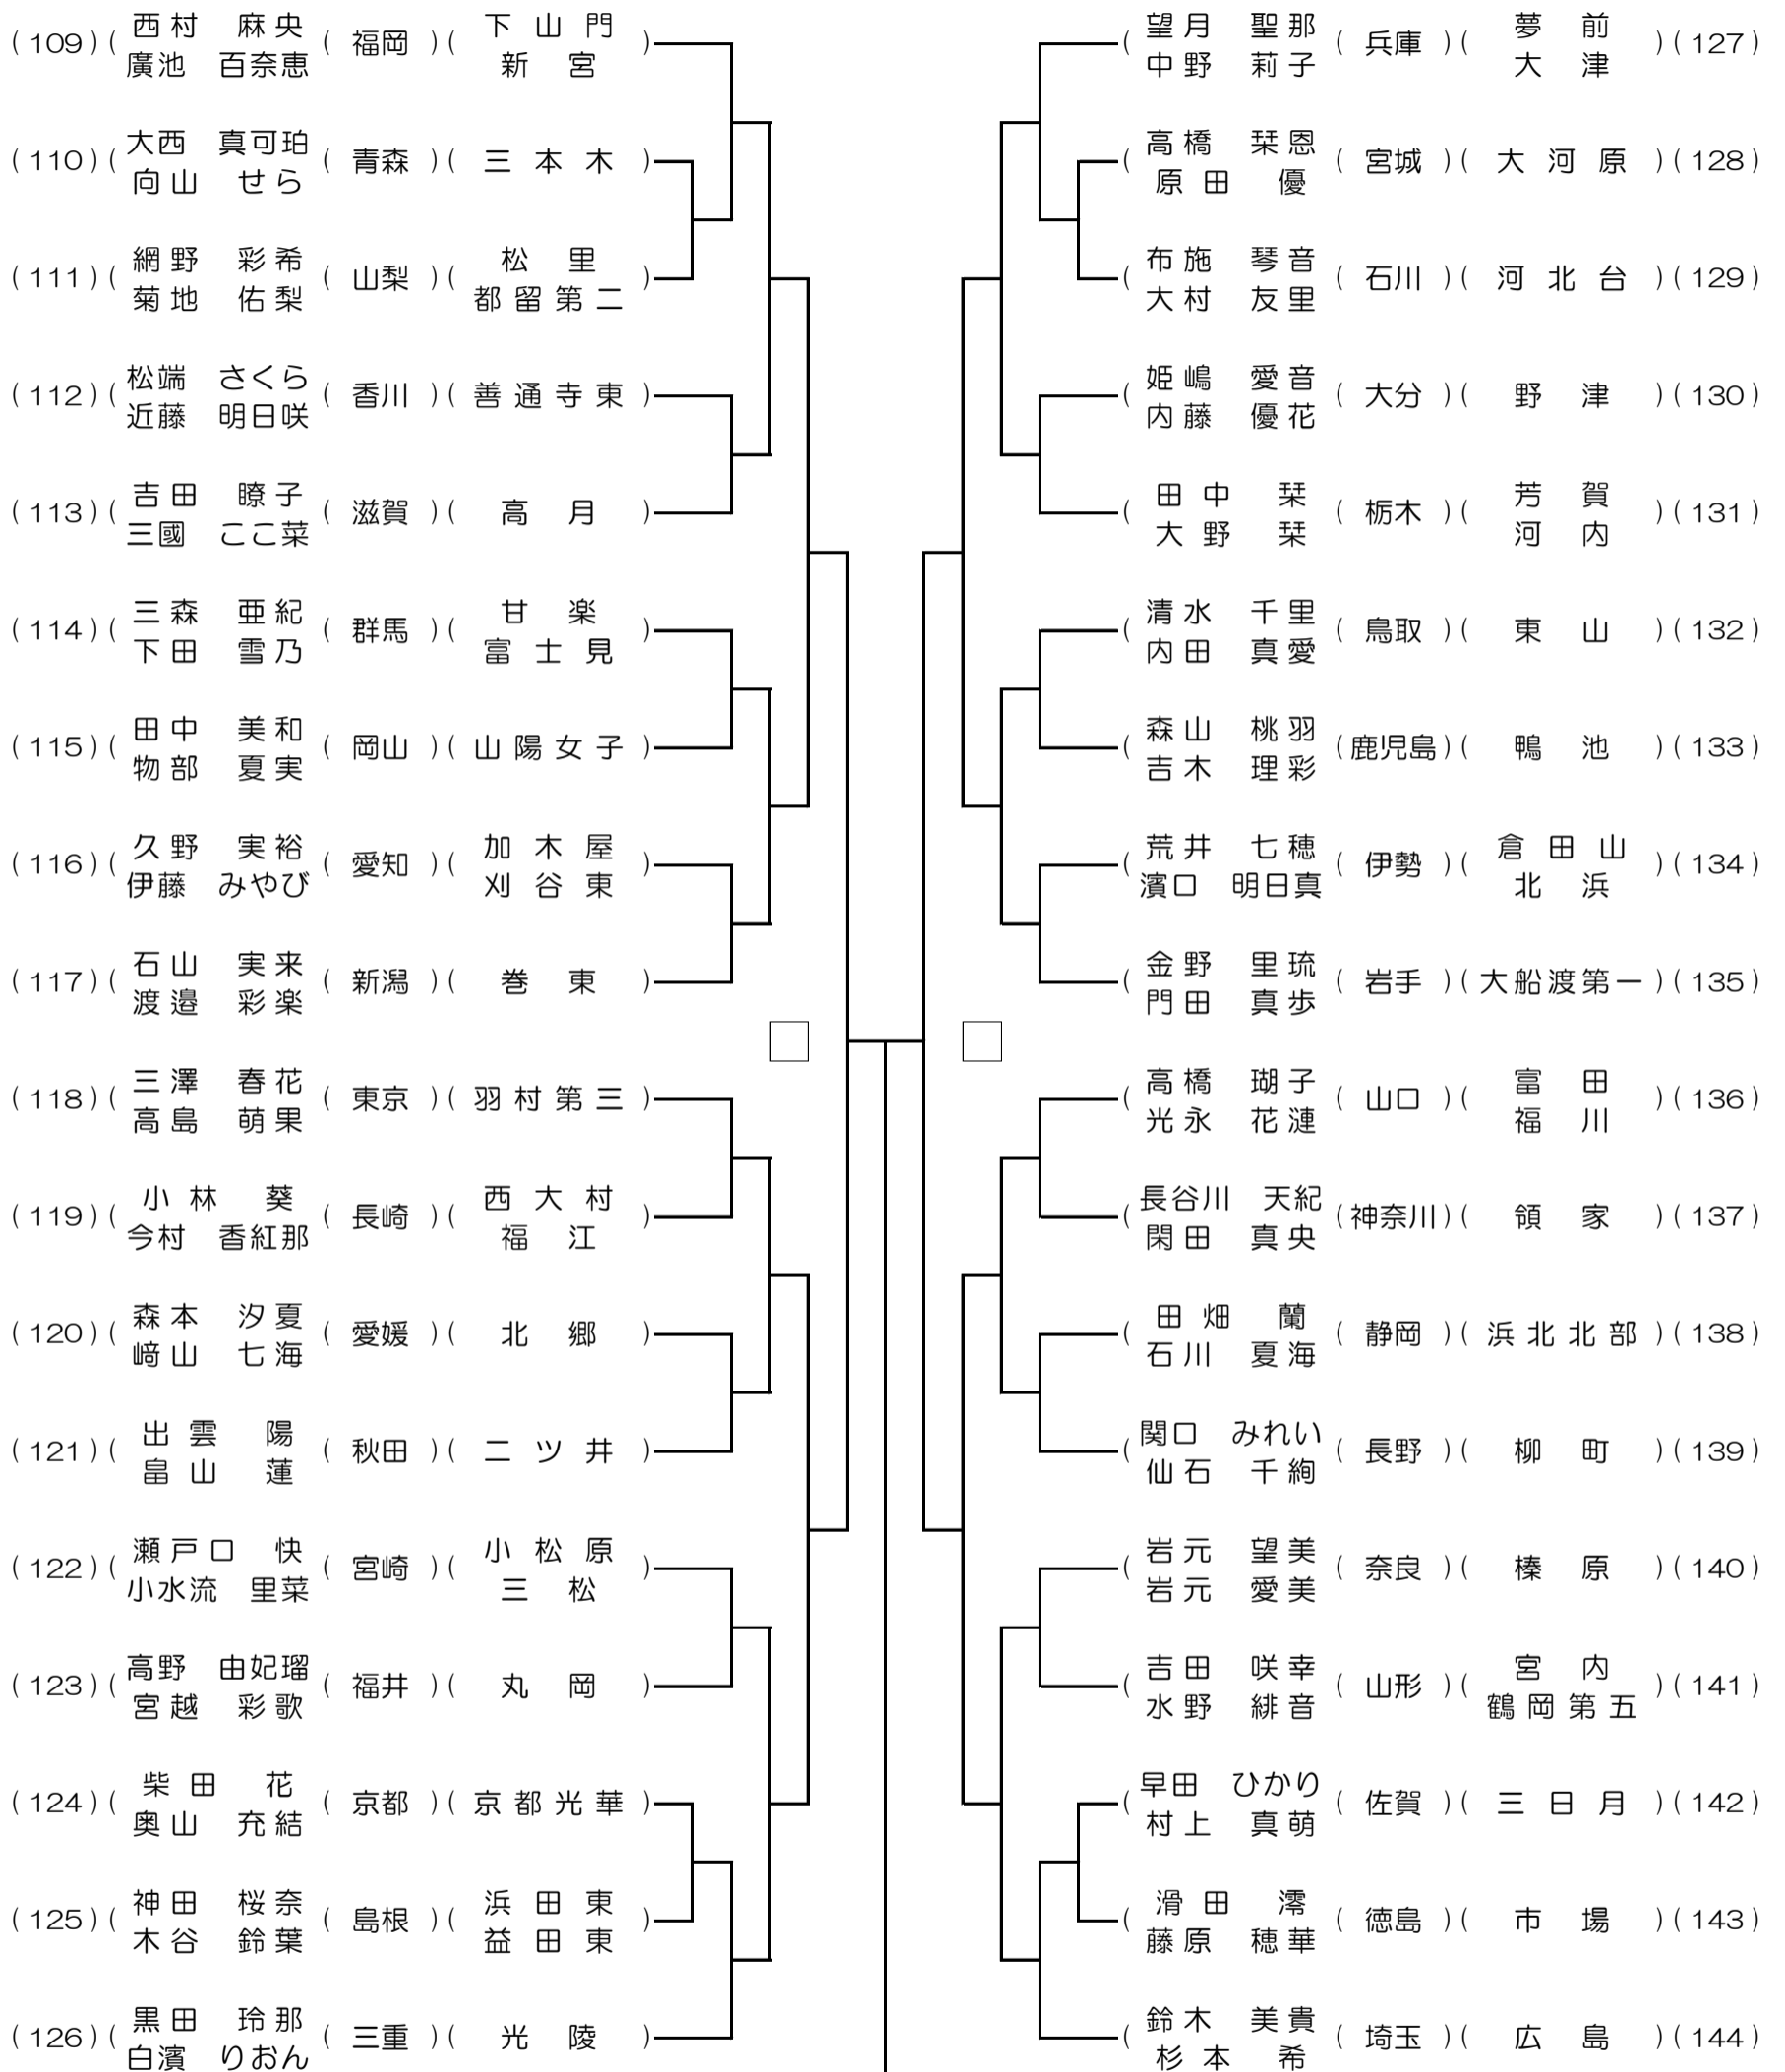 (109) ( 西村 麻央 ( 福岡 ) ( 下山門 )
廣池 百奈恵 新宮
(110) ( 大西 真可珀 ( 青森 ) ( 三本木 )
向山 せら
(111) ( 網野 彩希 ( 山梨 ) ( 松里 )
菊地 佑梨 都留第二
(112) ( 松端 さくら ( 香川 ) ( 善通寺東 )
近藤 明日咲
(113) ( 吉田 瞭子 ( 滋賀 ) ( 高月 )
三國 ここ菜
(114) ( 三森 亜紀 ( 群馬 ) ( 甘楽 )
下田 雪乃 富士見
(115) ( 田中 美和 ( 岡山 ) ( 山陽女子 )
物部 夏実
(116) ( 久野 実裕 ( 愛知 ) ( 加木屋 )
伊藤 みやび 刈谷東
(117) ( 石山 実来 ( 新潟 ) ( 巻東 )
渡邉 彩楽
(118) ( 三澤 春花 ( 東京 ) ( 羽村第三 )
高島 萌果
(119) ( 小林 葵 ( 長崎 ) ( 西大村 )
今村 香紅那 福江
(120) ( 森本 汐夏 ( 愛媛 ) ( 北郷 )
﨑山 七海
(121) ( 出雲 陽 ( 秋田 ) ( 二ツ井 )
畠山 蓮
(122) ( 瀬戸口 快 ( 宮崎 ) ( 小松原 )
小水流 里菜 三松
(123) ( 高野 由妃瑠 ( 福井 ) ( 丸岡 )
宮越 彩歌
(124) ( 柴田 花 ( 京都 ) ( 京都光華 )
奥山 充結
(125) ( 神田 桜奈 ( 島根 ) ( 浜田東 )
木谷 鈴葉 益田東
(126) ( 黒田 玲那 ( 三重 ) ( 光陵 )
白濱 りおん
( 望月 聖那 ( 兵庫 ) ( 夢前 ) (127)
中野 莉子 大津
( 高橋 栞恩 ( 宮城 ) ( 大河原 ) (128)
原田 優
( 布施 琴音 ( 石川 ) ( 河北台 ) (129)
大村 友里
( 姫嶋 愛音 ( 大分 ) ( 野津 ) (130)
内藤 優花
( 田中 栞 ( 栃木 ) ( 芳賀 ) (131)
大野 栞 河内
( 清水 千里 ( 鳥取 ) ( 東山 ) (132)
内田 真愛
( 森山 桃羽 ( 鹿児島 ) ( 鴨池 ) (133)
吉木 理彩
( 荒井 七穂 ( 伊勢 ) ( 倉田山 ) (134)
濱口 明日真 北浜
( 金野 里琉 ( 岩手 ) ( 大船渡第一 ) (135)
門田 真歩
( 高橋 瑚子 ( 山口 ) ( 富田 ) (136)
光永 花漣 福川
( 長谷川 天紀 ( 神奈川 ) ( 領家 ) (137)
閑田 真央
( 田畑 蘭 ( 静岡 ) ( 浜北北部 ) (138)
石川 夏海
( 関口 みれい ( 長野 ) ( 柳町 ) (139)
仙石 千絢
( 岩元 望美 ( 奈良 ) ( 榛原 ) (140)
岩元 愛美
( 吉田 咲幸 ( 山形 ) ( 宮内 ) (141)
水野 緋音 鶴岡第五
( 早田 ひかり ( 佐賀 ) ( 三日月 ) (142)
村上 真萌
( 滑田 澪 ( 徳島 ) ( 市場 ) (143)
藤原 穂華
( 鈴木 美貴 ( 埼玉 ) ( 広島 ) (144)
杉本 希